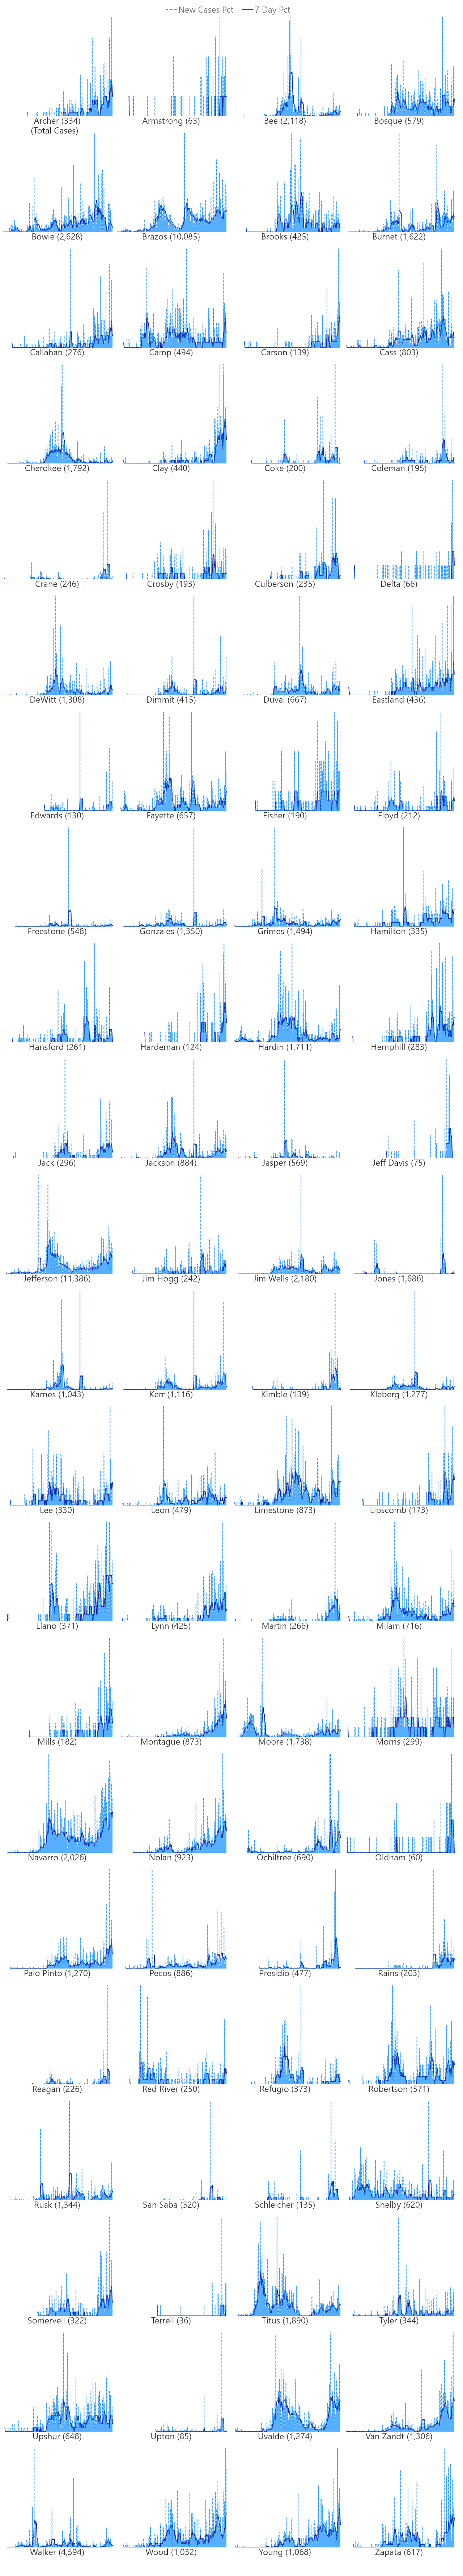 New Cases Pct 7 Day Pct
Archer (334) Armstrong (63) Bee (2,118) Bosque (579)
(Total Cases)
Bowie (2,628) Brazos (10,085) Brooks (425) Burnet (1,622)
Callahan (276) Camp (494) Carson (139) Cass (803)
Cherokee (1,792) Clay (440) Coke (200) Coleman (195)
Crane (246) Crosby (193) Culberson (235) Delta (66)
DeWitt (1,308) Dimmit (415) Duval (667) Eastland (436)
Edwards (130) Fayette (657) Fisher (190) Floyd (212)
Freestone (548) Gonzales (1,350) Grimes (1,494) Hamilton (335)
Hansford (261) Hardeman (124) Hardin (1,711) Hemphill (283)
Jack (296) Jackson (884) Jasper (569) Jeff Davis (75)
Jefferson (11,386) Jim Hogg (242) Jim Wells (2,180) Jones (1,686)
Karnes (1,043) Kerr (1,116) Kimble (139) Kleberg (1,277)
Lee (330) Leon (479) Limestone (873) Lipscomb (173)
Llano (371) Lynn (425) Martin (266) Milam (716)
Mills (182) Montague (873) Moore (1,738) Morris (299)
Navarro (2,026) Nolan (923) Ochiltree (690) Oldham (60)
Palo Pinto (1,270) Pecos (886) Presidio (477) Rains (203)
Reagan (226) Red River (250) Refugio (373) Robertson (571)
Rusk (1,344) San Saba (320) Schleicher (135) Shelby (620)
Somervell (322) Terrell (36) Titus (1,890) Tyler (344)
Upshur (648) Upton (85) Uvalde (1,274) Van Zandt (1,306)
Walker (4,594) Wood (1,032) Young (1,068) Zapata (617)